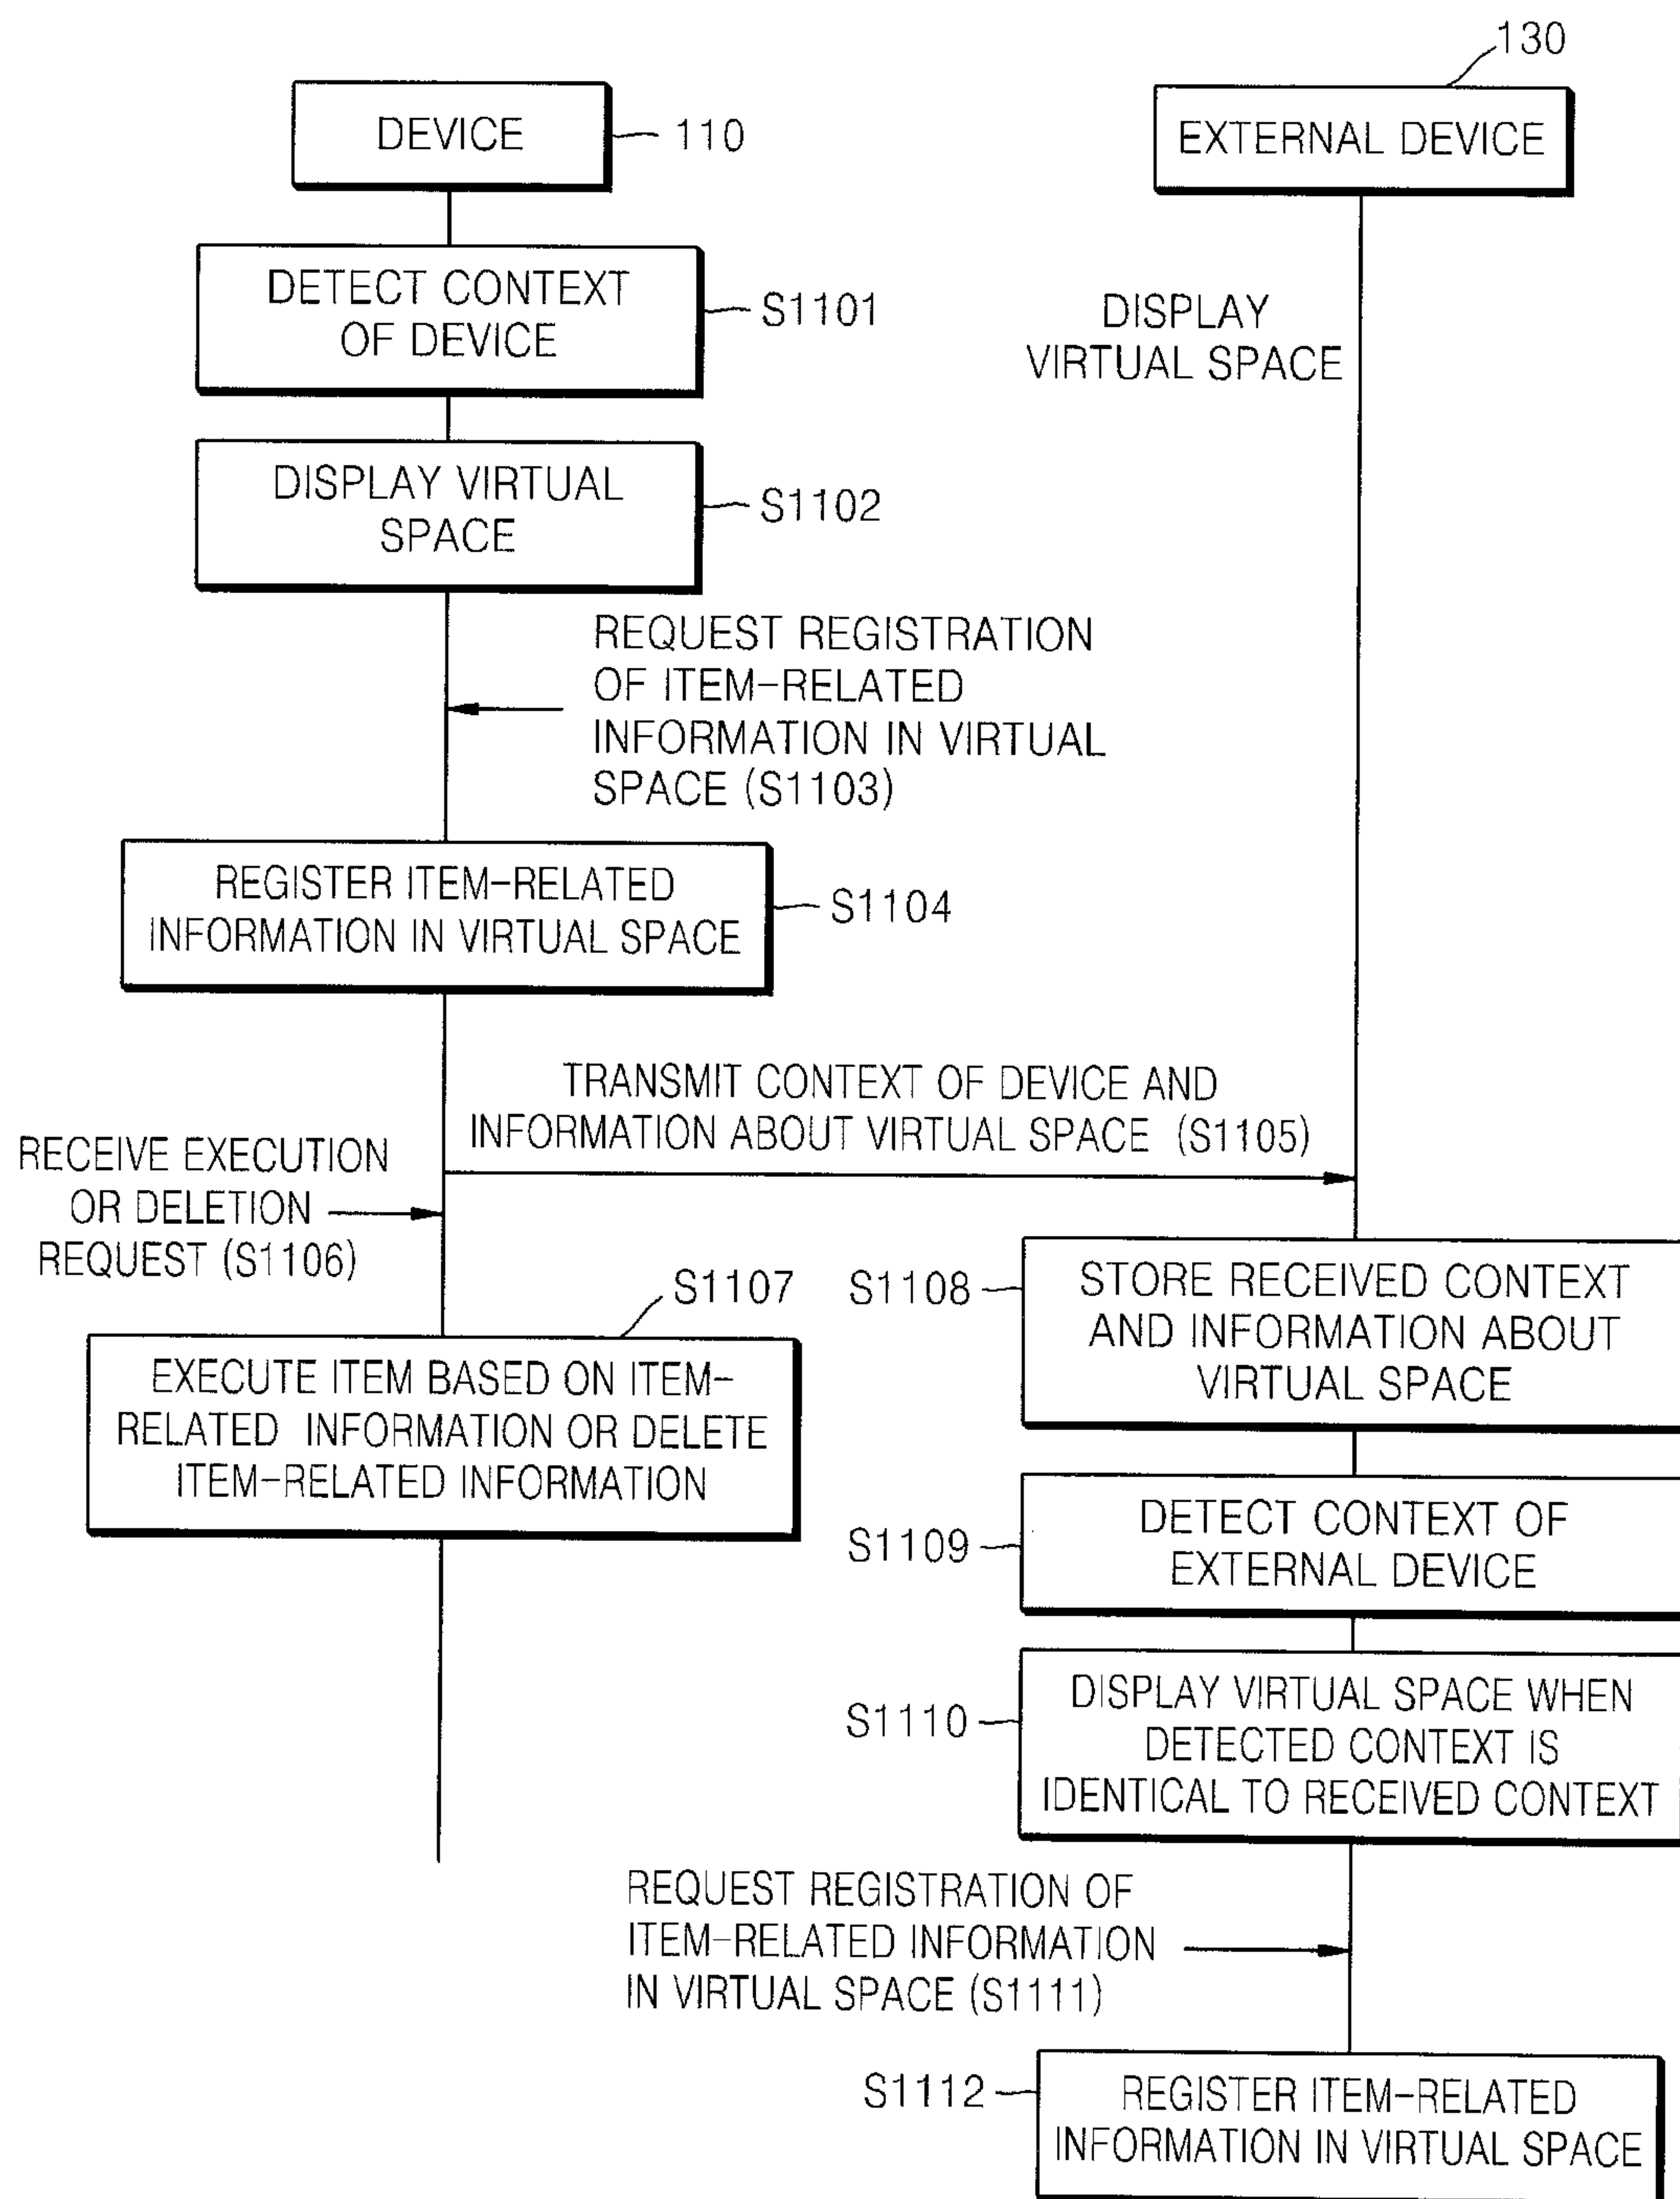 130
DEVICE
110
EXTERNAL DEVICE
DETECT CONTEXT
OF DEVICE
S1101
DISPLAY
VIRTUAL SPACE
DISPLAY VIRTUAL
SPACE
S1102
REQUEST REGISTRATION
OF ITEM-RELATED
INFORMATION IN VIRTUAL
SPACE (S1103)
REGISTER ITEM-RELATED
INFORMATION IN VIRTUAL SPACE
S1104
TRANSMIT CONTEXT OF DEVICE AND
INFORMATION ABOUT VIRTUAL SPACE (S1105)
RECEIVE EXECUTION
OR DELETION
REQUEST (S1106)
S1107
EXECUTE ITEM BASED ON ITEM-
RELATED INFORMATION OR DELETE
ITEM-RELATED INFORMATION
S1108
STORE RECEIVED CONTEXT
AND INFORMATION ABOUT
VIRTUAL SPACE
S1109
DETECT CONTEXT OF
EXTERNAL DEVICE
S1110
DISPLAY VIRTUAL SPACE WHEN
DETECTED CONTEXT IS
IDENTICAL TO RECEIVED CONTEXT
REQUEST REGISTRATION OF
ITEM-RELATED INFORMATION
IN VIRTUAL SPACE (S1111)
S1112
REGISTER ITEM-RELATED
INFORMATION IN VIRTUAL SPACE